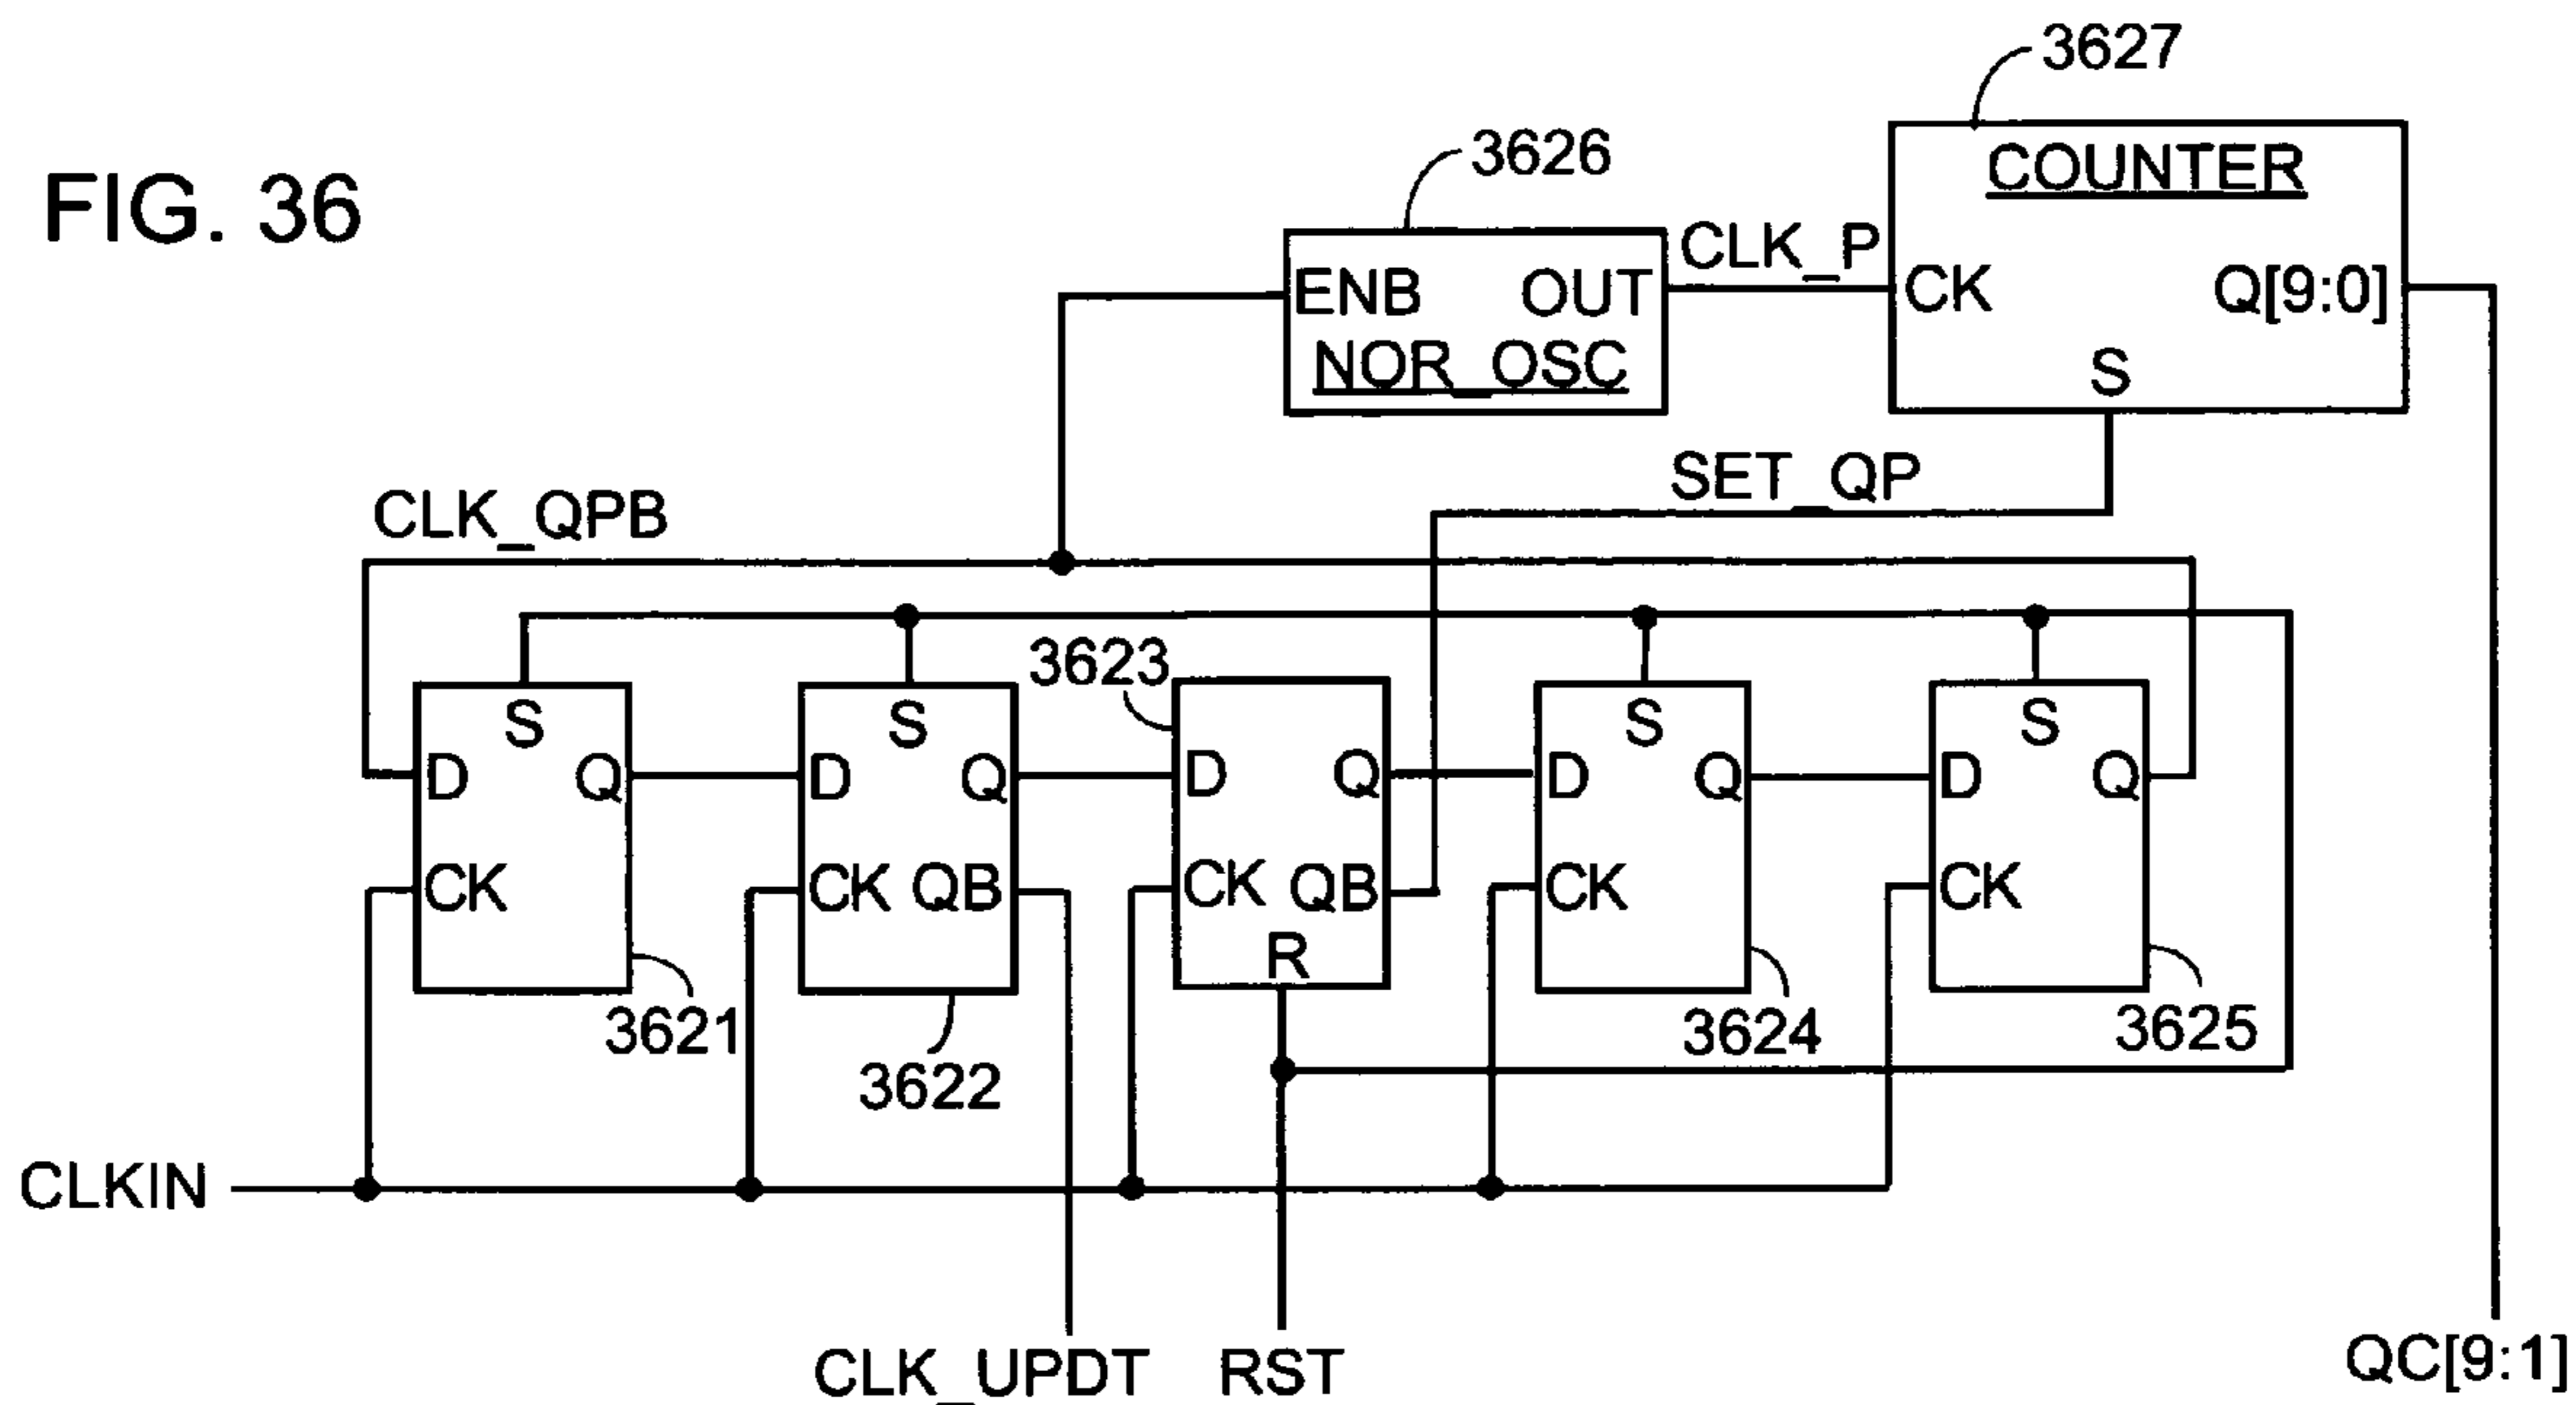 FIG. 36
3627
3626
COUNTER
CLK_P
ENB OUT
CK Q[9:0]
NOR_OSC
S
SET_QP
CLK_QPB
3623
S S S S
D Q D Q D Q D Q D Q
CK CK QB CK QB CK CK
R
3621 3622 3624 3625
CLKIN
CLK_UPDT RST QC[9:1]